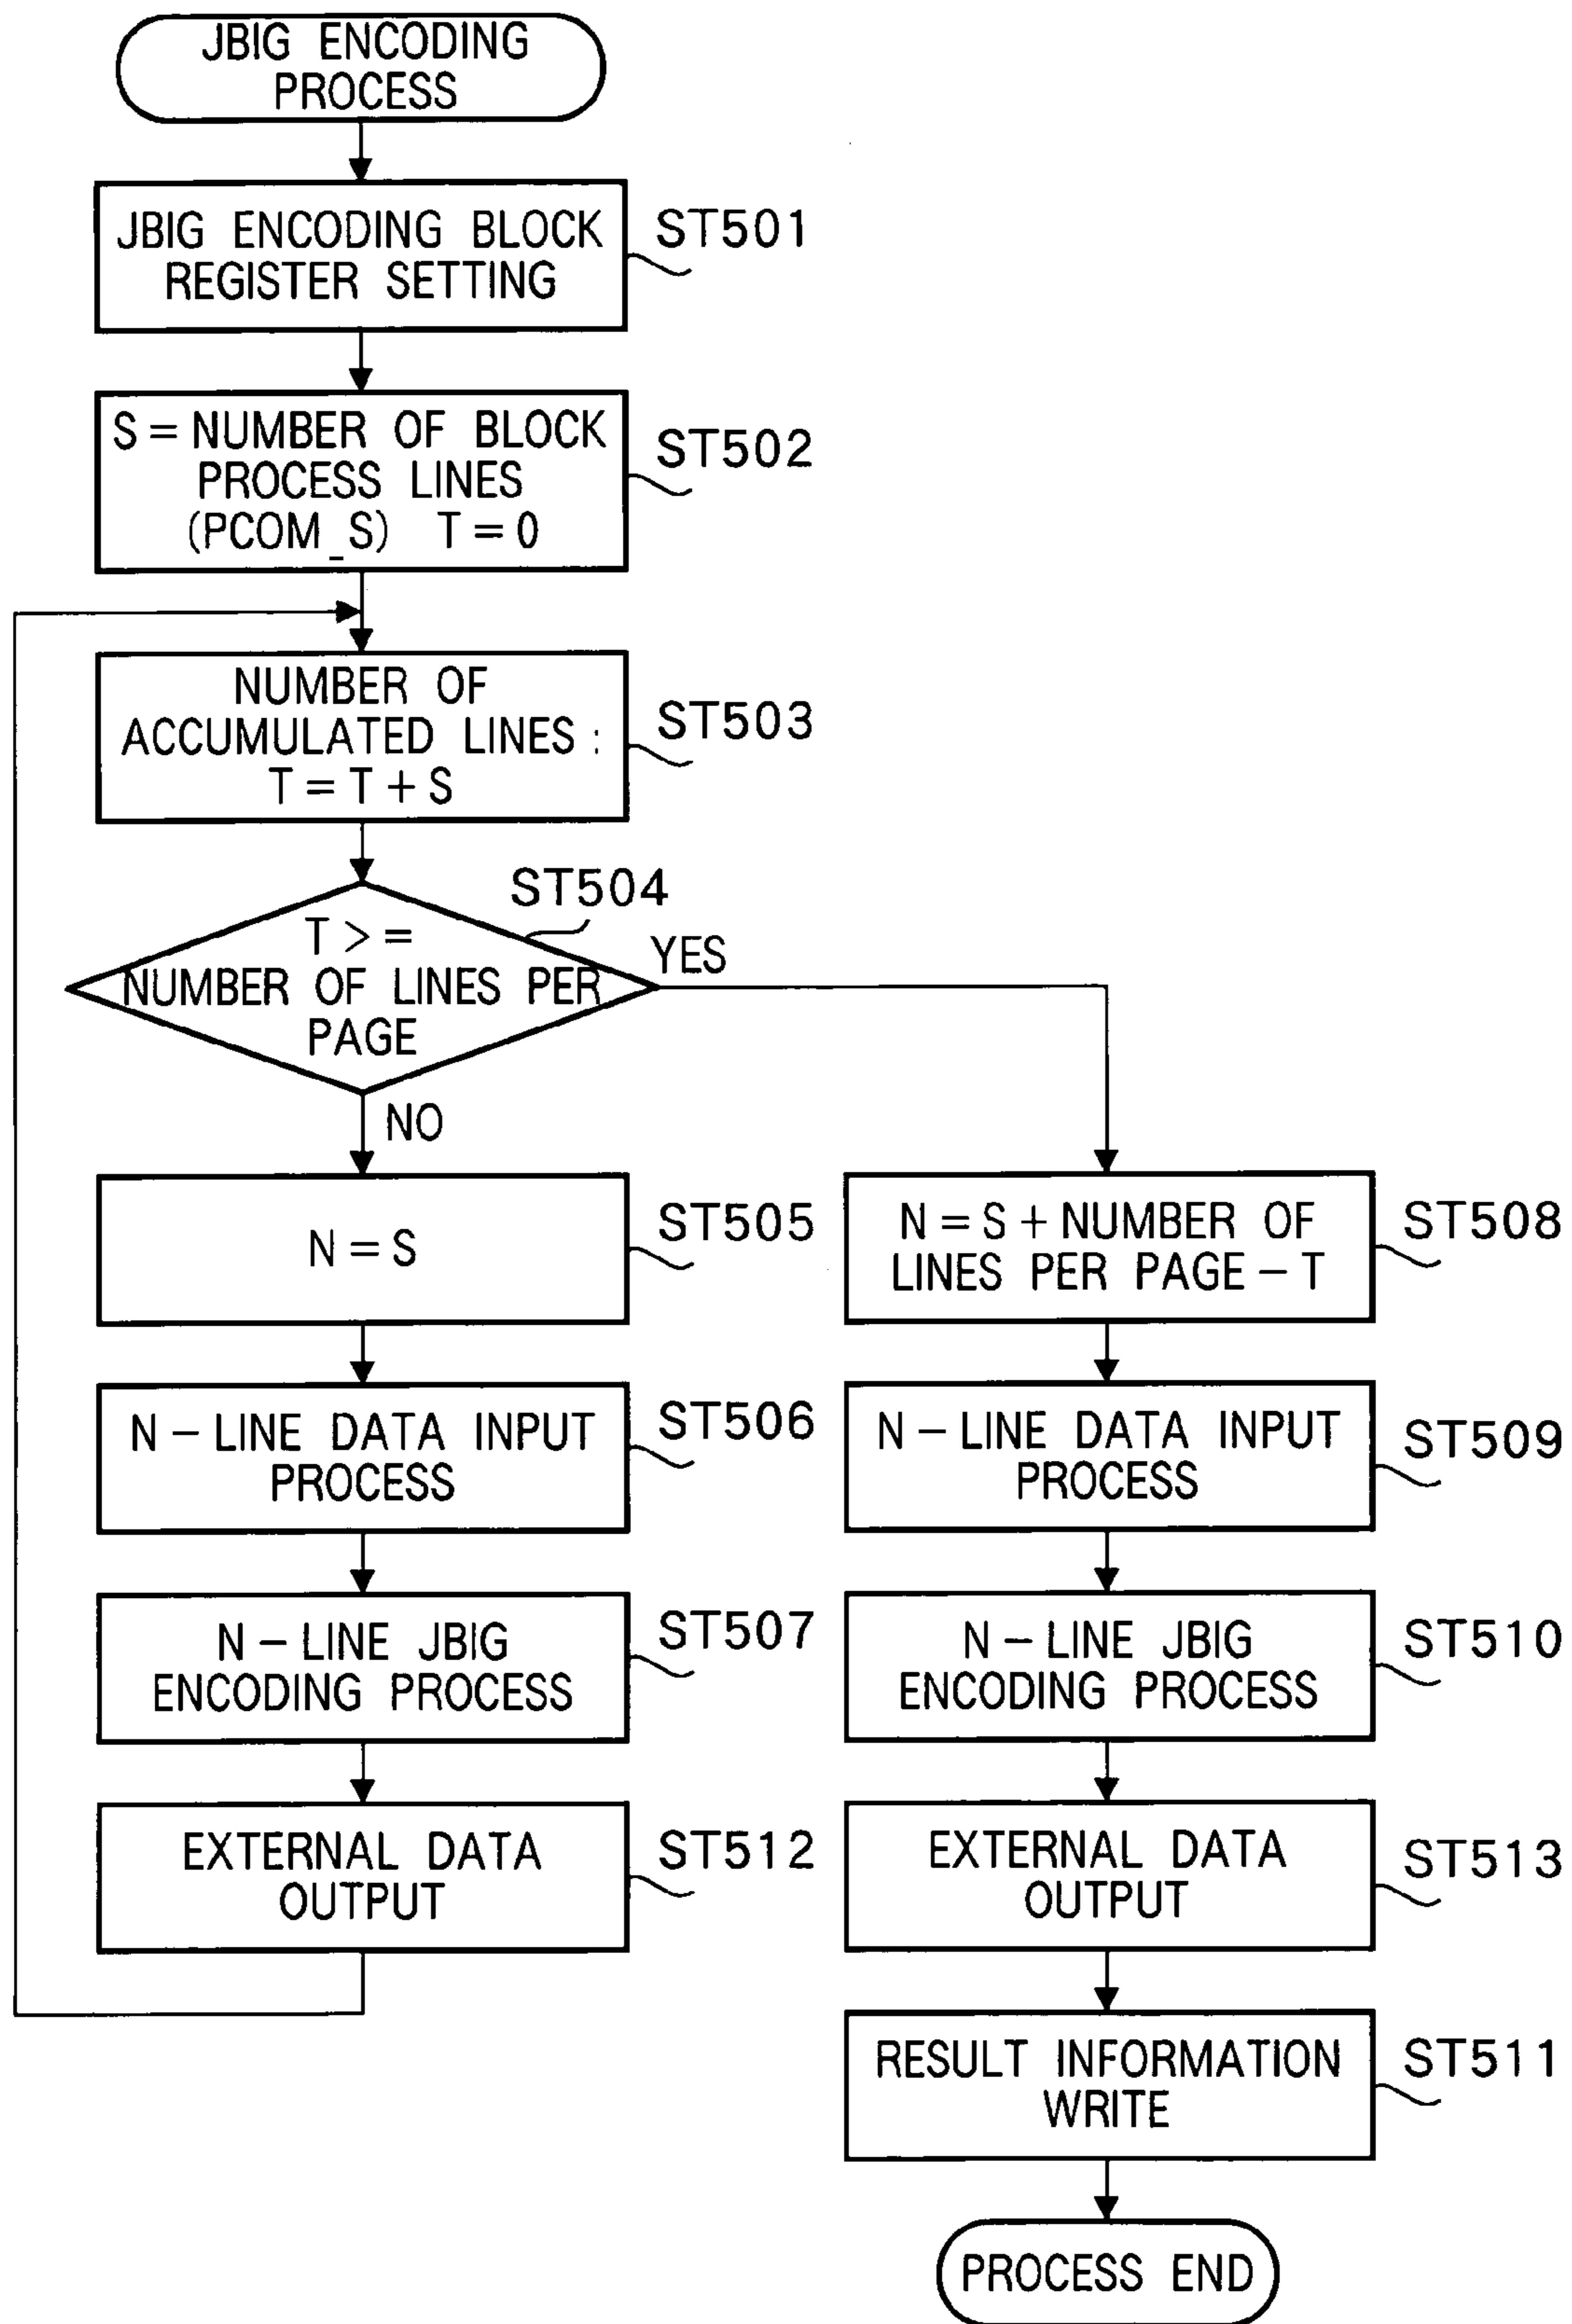 JBIG ENCODING
PROCESS
JBIG ENCODING BLOCK
REGISTER SETTING
ST501
S = NUMBER OF BLOCK
PROCESS LINES
(PCOM_S) T = 0
ST502
NUMBER OF
ACCUMULATED LINES :
T = T + S
ST503
ST504
T > =
NUMBER OF LINES PER
PAGE
YES
NO
N = S
ST505
N – LINE DATA INPUT
PROCESS
ST506
N – LINE JBIG
ENCODING PROCESS
ST507
EXTERNAL DATA
OUTPUT
ST512
N = S + NUMBER OF
LINES PER PAGE – T
ST508
N – LINE DATA INPUT
PROCESS
ST509
N – LINE JBIG
ENCODING PROCESS
ST510
EXTERNAL DATA
OUTPUT
ST513
RESULT INFORMATION
WRITE
ST511
PROCESS END